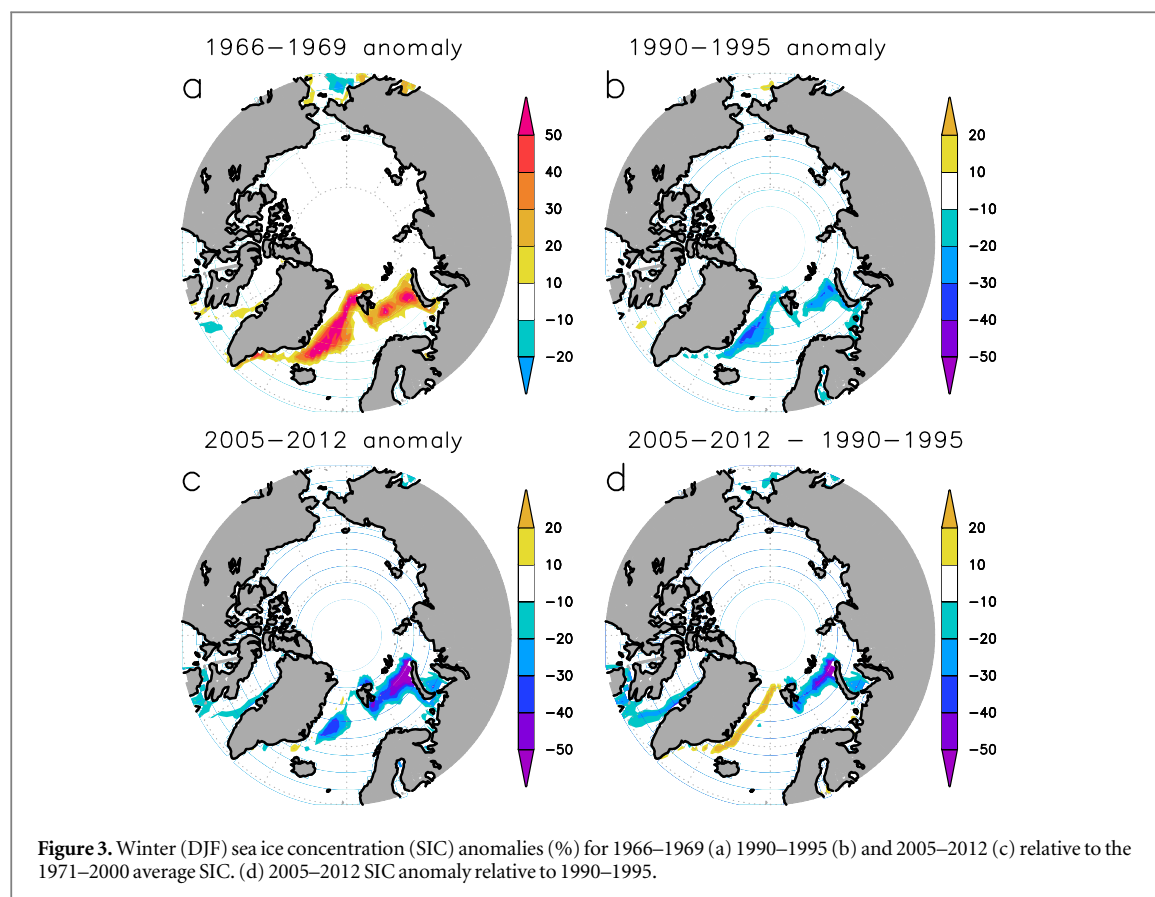 1966–1969 anomaly
1990–1995 anomaly
a
b
50
40
30
20
10
−10
−20
20
10
−10
−20
−30
−40
−50
2005–2012 anomaly
2005–2012 − 1990–1995
c
d
20
10
−10
−20
−30
−40
−50
20
10
−10
−20
−30
−40
−50
Figure 3. Winter (DJF) sea ice concentration (SIC) anomalies (%) for 1966–1969 (a) 1990–1995 (b) and 2005–2012 (c) relative to the
1971–2000 average SIC. (d) 2005–2012 SIC anomaly relative to 1990–1995.